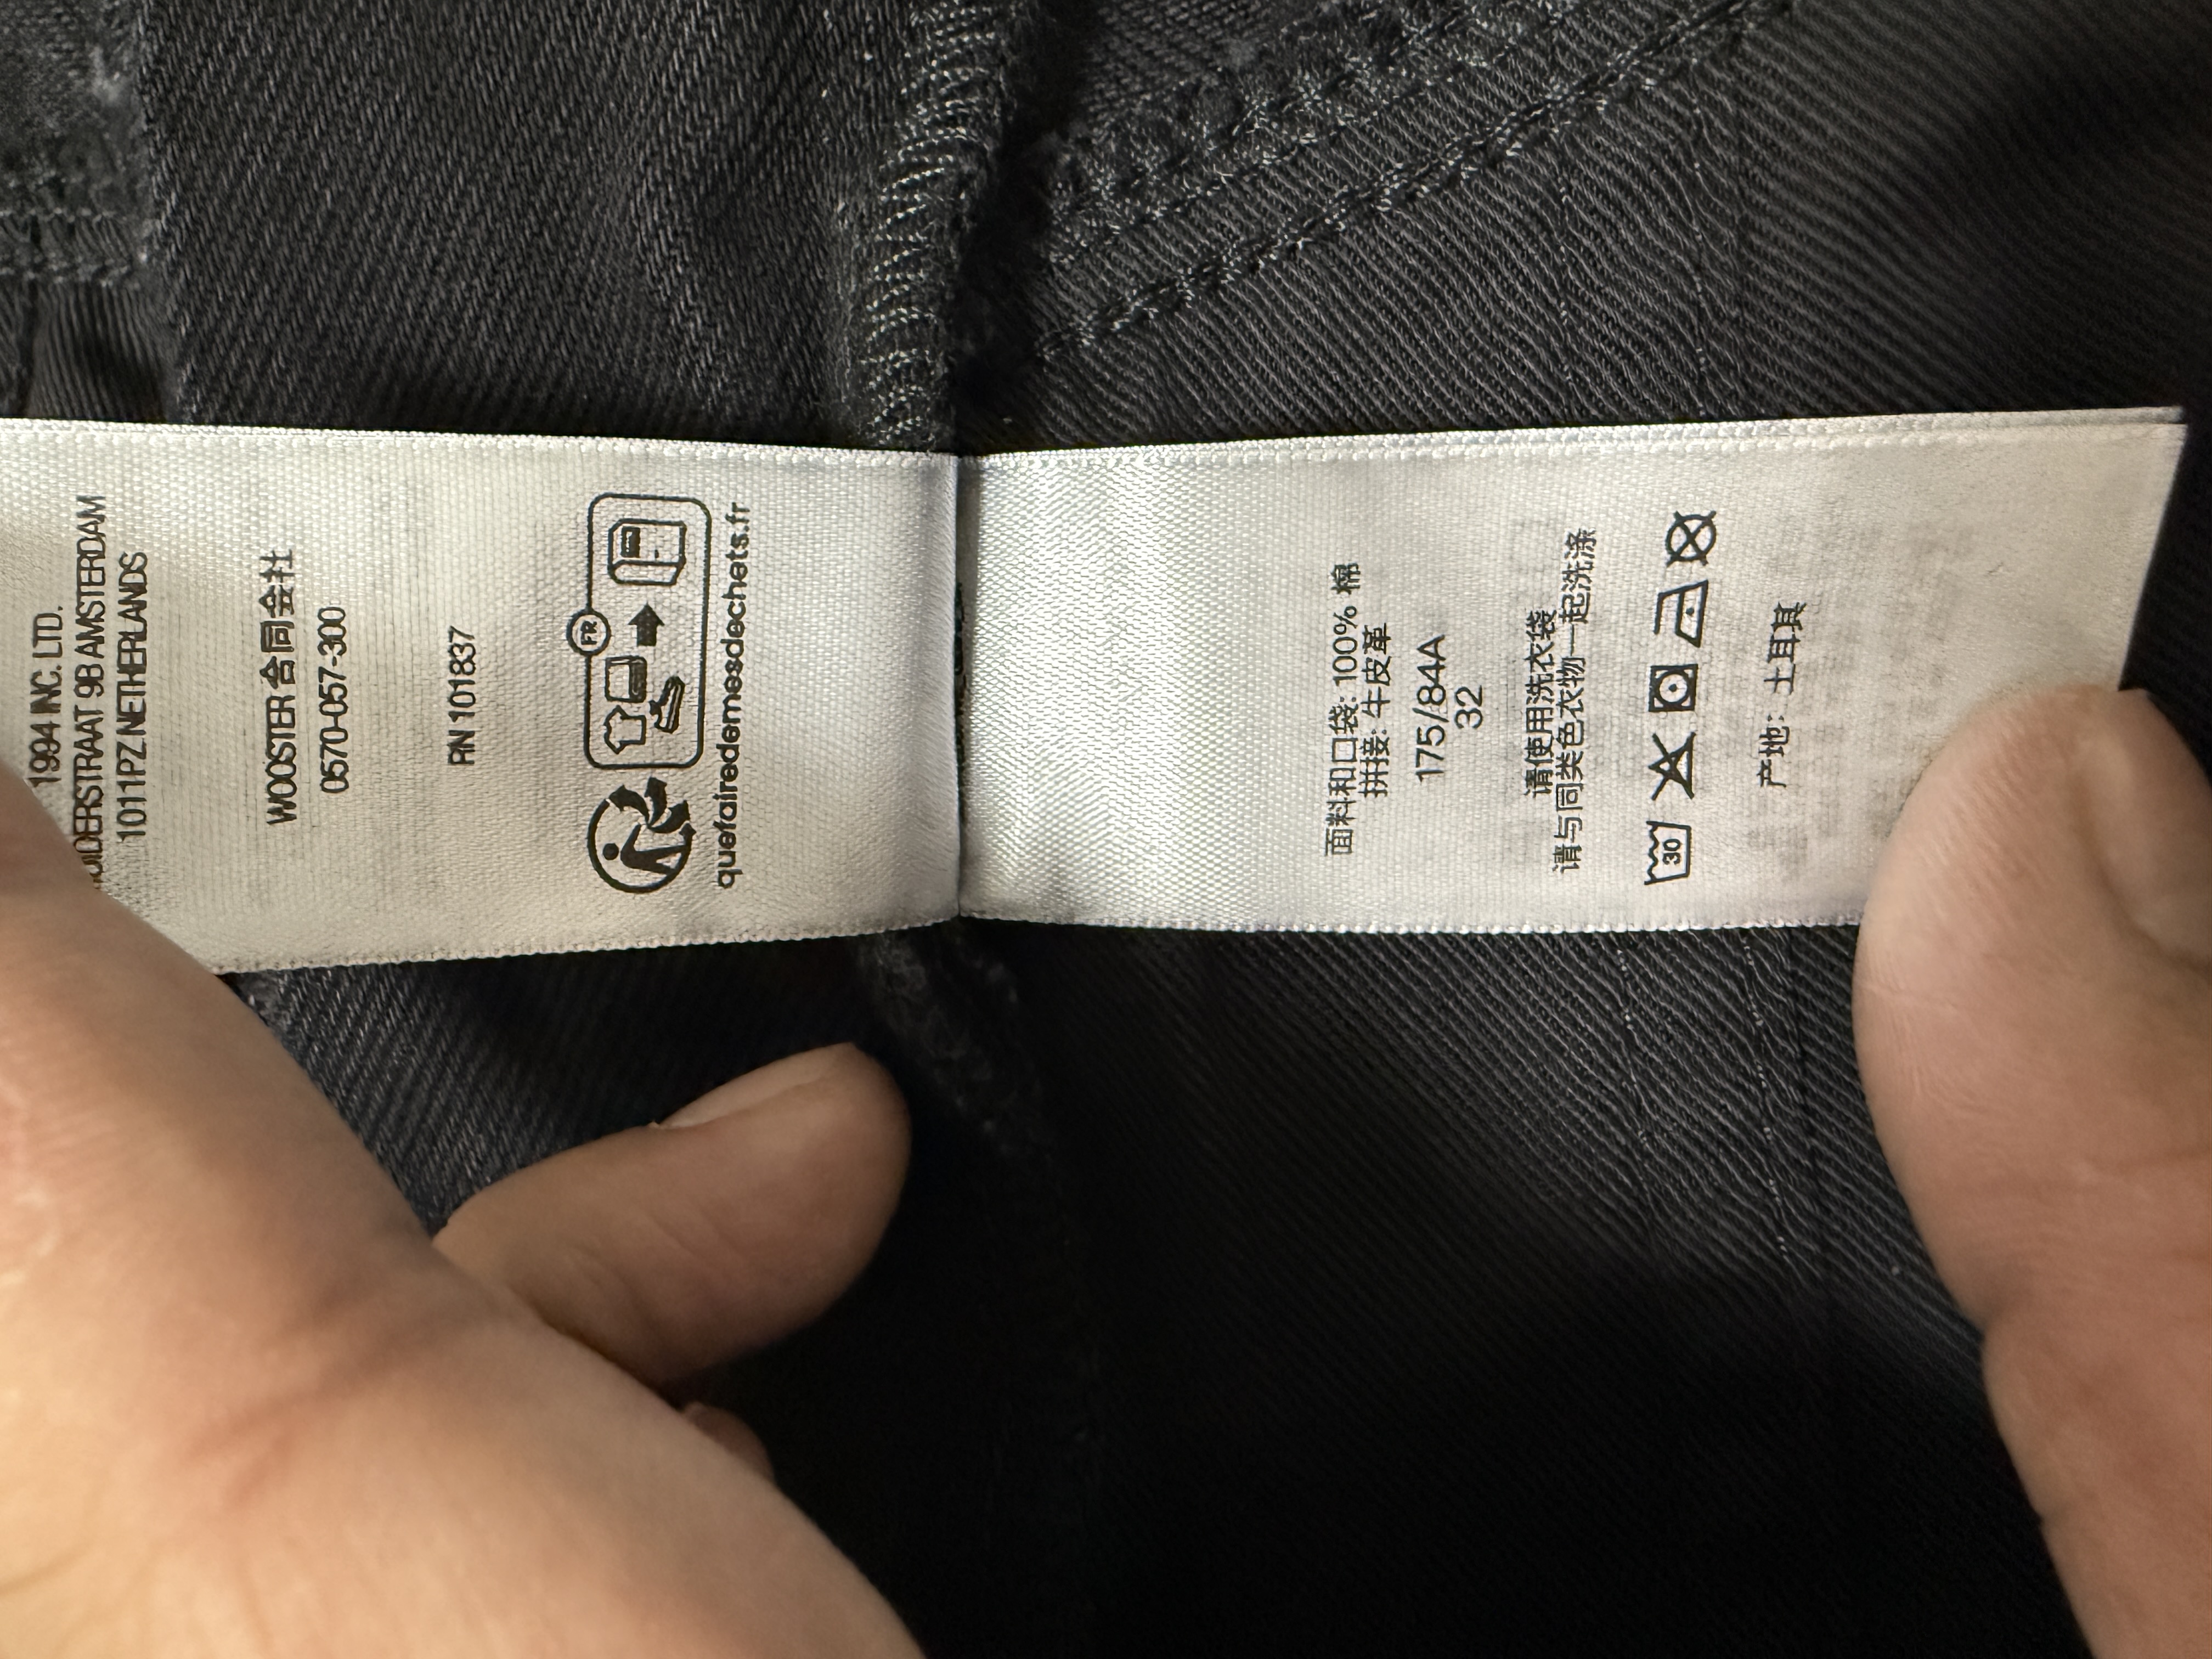 1994 INC. LTD.
9B AMSTERDAM
1011PZ NETHERLANDS
WOOSTER 合同会社
0570-057-300
RN 101837
FR
quefairedemesdechets.fr
面料和口袋: 100% 棉
拼接: 牛皮革
175/84A
32
请使用洗衣袋
请与同类色衣物一起洗涤
30
产地: 土耳其